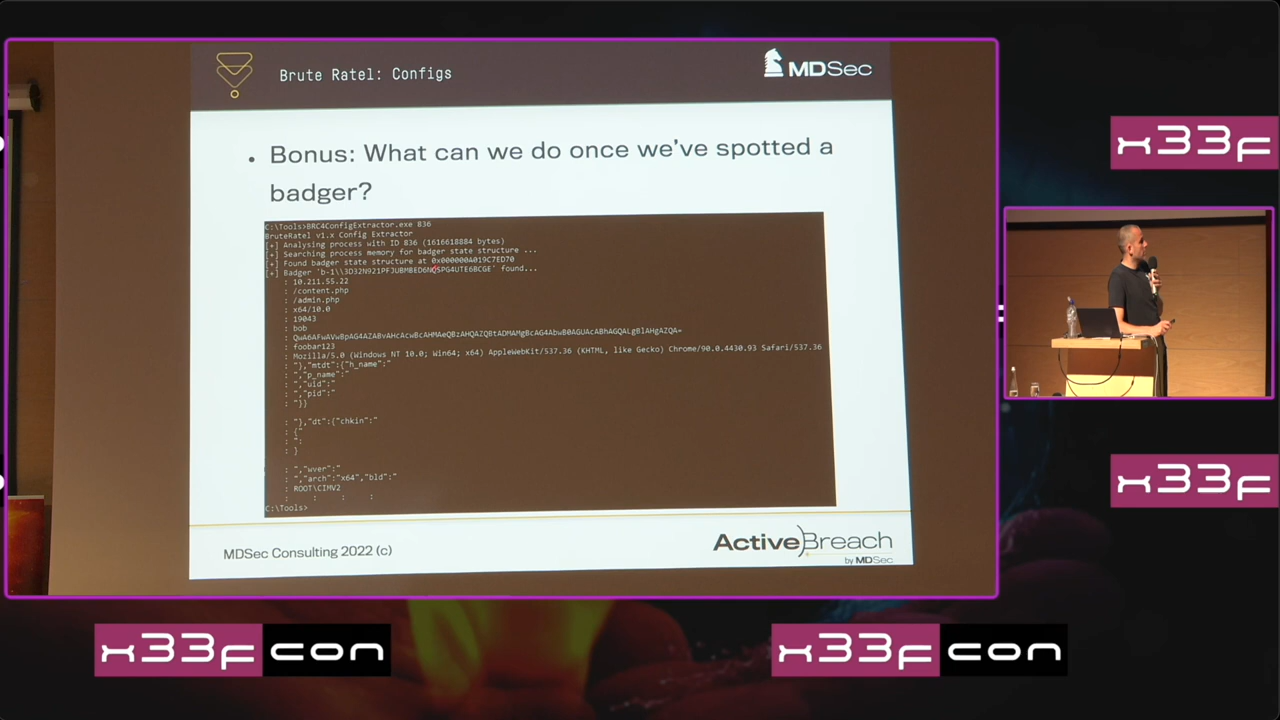 Brute Ratel: Configs
MDSec
• Bonus: What can we do once we've spotted a
badger?
C:\Tools>BRC4ConfigExtractor.exe 836
BruteRatel v1.x Config Extractor
[+] Analysing process with ID 836 (1616618884 bytes)
[+] Searching process memory for badger state structure ...
[+] Found badger state structure at 0x000000A019C7ED70
[+] Badger found...
: 10.211.55.22
: /content.php
: /admin.php
: x64/10.0
: 19043
: bob
: foobar123
: Mozilla/5.0 (Windows NT 10.0; Win64; x64) AppleWebKit/537.36 (KHTML, like Gecko) Chrome/90.0.4430.93 Safari/537.36
: "},"mtdt":{"h_name":"
: ","p_name":"
: ","uid":"
: ","pid":"
: "}}
: "},"dt":{"chkin":"
: {"
: ":
: }
: ","wver":"
: ","arch":"x64","bld":"
: ROOT\CIMV2
: : : :
C:\Tools>
MDSec Consulting 2022 (c)
ActiveBreach
by MDSec
x33f
x33f
x33fcon
x33fcon